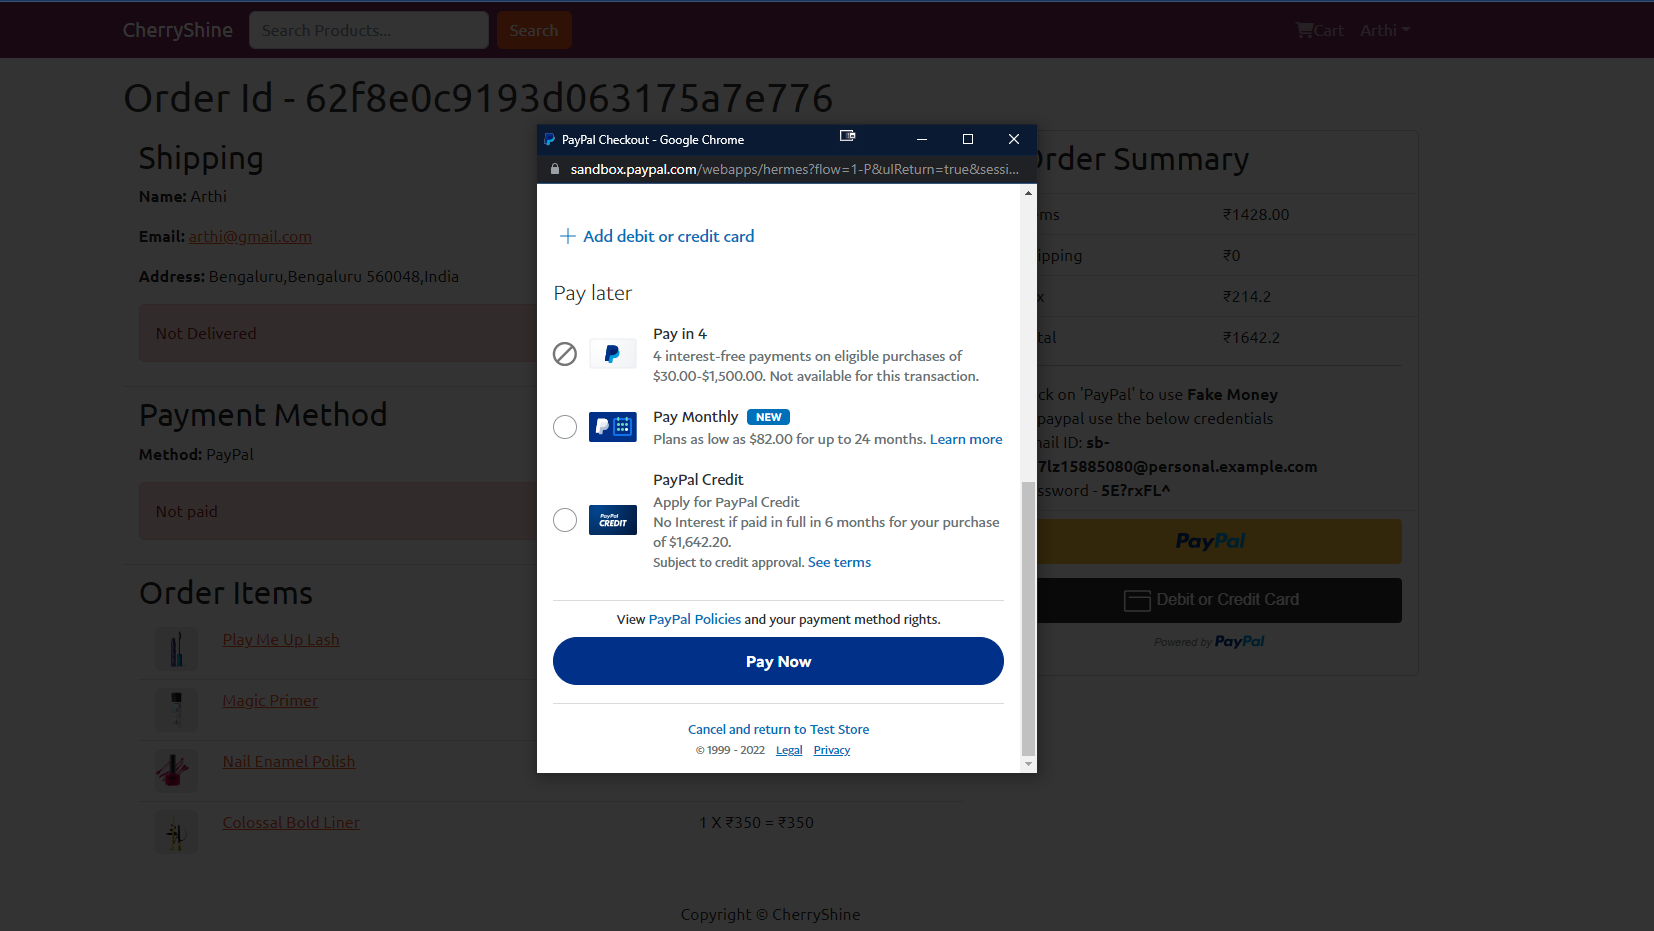 CherryShine
Search Products...
Search
Cart
Arthi
Order Id - 62f8e0c9193d063175a7e776
Shipping
Name: Arthi
Email: arthi@gmail.com
Address: Bengaluru,Bengaluru 560048,India
Not Delivered
Payment Method
Method: PayPal
Not paid
Order Items
Play Me Up Lash
Magic Primer
Nail Enamel Polish
Colossal Bold Liner
1 X ₹350 = ₹350
PayPal Checkout - Google Chrome
sandbox.paypal.com/webapps/hermes?flow=1-P&ulReturn=true&sessi...
Add debit or credit card
Pay later
Pay in 4
4 interest-free payments on eligible purchases of
$30.00-$1,500.00. Not available for this transaction.
Pay Monthly NEW
Plans as low as $82.00 for up to 24 months. Learn more
PayPal Credit
PayPal
CREDIT
Apply for PayPal Credit
No Interest if paid in full in 6 months for your purchase
of $1,642.20.
Subject to credit approval. See terms
View PayPal Policies and your payment method rights.
Pay Now
Cancel and return to Test Store
© 1999 - 2022 Legal Privacy
Order Summary
ms ₹1428.00
ipping ₹0
x ₹214.2
tal ₹1642.2
ck on 'PayPal' to use Fake Money
paypal use the below credentials
ail ID: sb-
7lz15885080@personal.example.com
ssword - 5E?rxFL^
PayPal
Debit or Credit Card
Powered by PayPal
Copyright © CherryShine